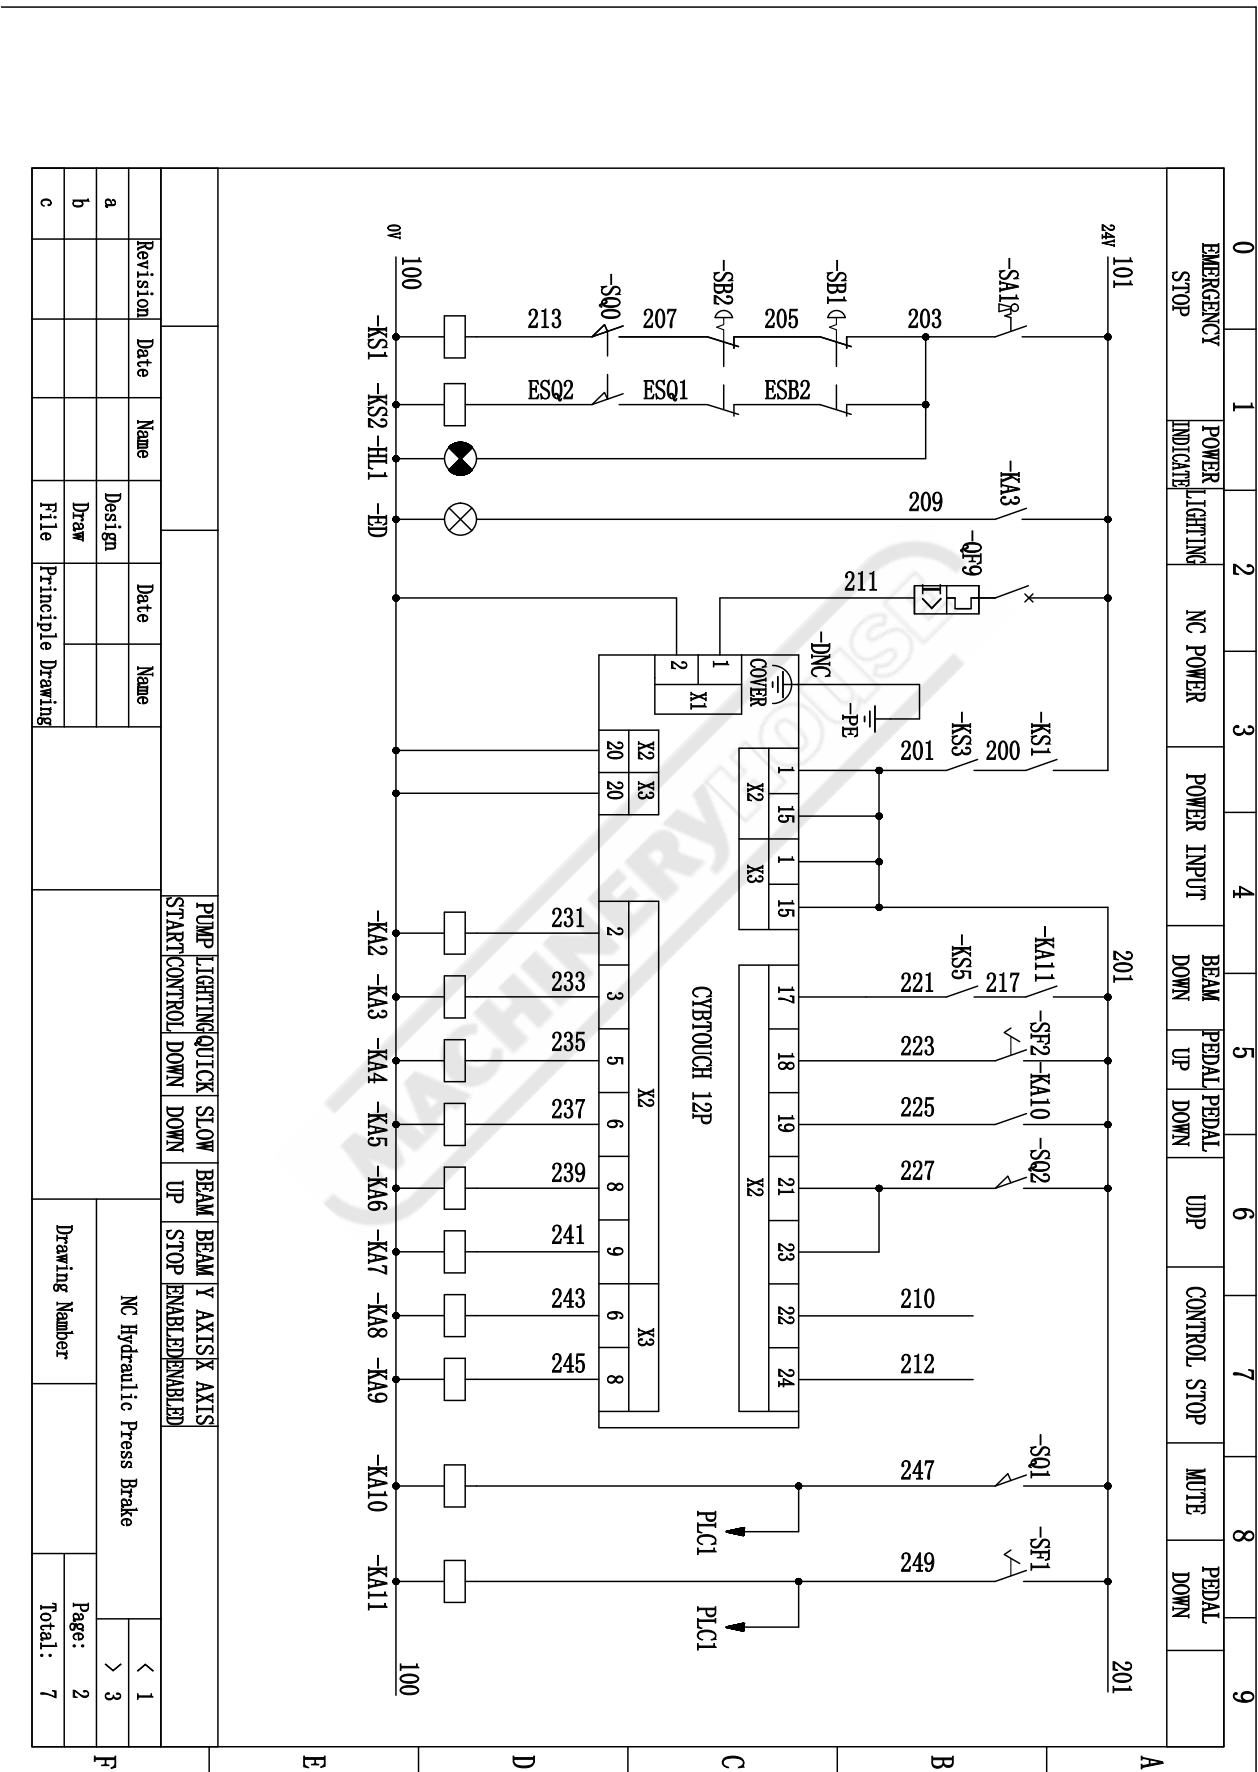 0 1 2 3 4 5 6 7 8 9
EMERGENCY STOP
POWER INDICATE
LIGHTING
NC POWER
POWER INPUT
BEAM DOWN
PEDAL UP
PEDAL DOWN
UDP
CONTROL STOP
MUTE
PEDAL DOWN
A
B
C
D
E
F
24V 101
201
201
-SA1
-KA3
-QF9
-KS1
-KA11
-SF2
-KA10
-SQ2
-SQ1
-SF1
200
217
-KS3
-KS5
203
209
211
201
221
223
225
227
210
212
247
249
-SB1
-DNC
-PE
205
ESB2
COVER
1
2
X1
1 15 1 15
X2 X3
17 18 19 21 23 22 24
X2
-SB2
CYBTOUCH 12P
PLC1
PLC1
207
ESQ1
X2 X3
20 20
X2 X3
2 3 5 6 8 9 6 8
-SQ0
213
ESQ2
231
233
235
237
239
241
243
245
0V 100
100
-KS1
-KS2
-HL1
-ED
-KA2
-KA3
-KA4
-KA5
-KA6
-KA7
-KA8
-KA9
-KA10
-KA11
MACHINERYHOUSE
PUMP START
LIGHTING CONTROL
QUICK DOWN
SLOW DOWN
BEAM UP
BEAM STOP
Y AXIS ENABLED
X AXIS ENABLED
Revision Date Name Date Name
a Design
b Draw
c File Principle Drawing
NC Hydraulic Press Brake
Drawing Namber
< 1
> 3
Page: 2
Total: 7